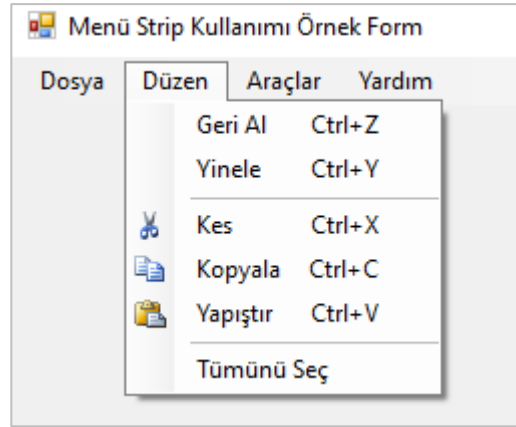 Menü Strip Kullanımı Örnek Form
Dosya Düzen Araçlar Yardım
Geri Al Ctrl+Z
Yinele Ctrl+Y
Kes Ctrl+X
Kopyala Ctrl+C
Yapıştır Ctrl+V
Tümünü Seç